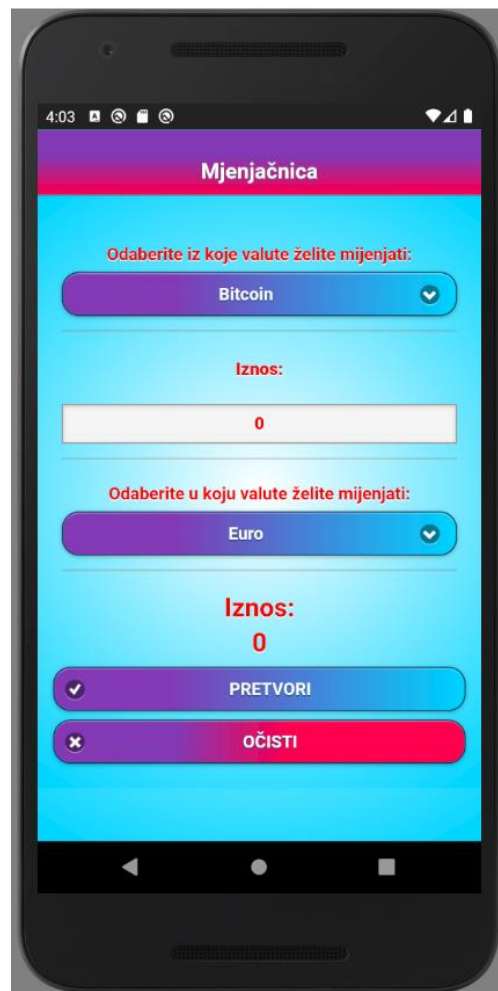 4:03
Mjenjačnica
Odaberite iz koje valute želite mijenjati:
Bitcoin
Iznos:
0
Odaberite u koju valute želite mijenjati:
Euro
Iznos:
0
PRETVORI
OČISTI